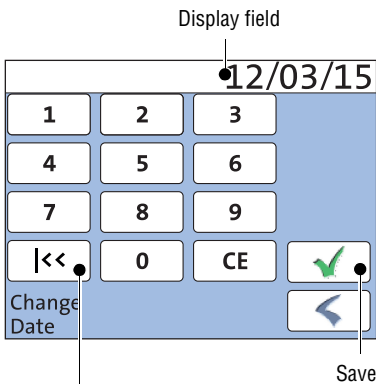 Display field
12/03/15
1 2 3
4 5 6
7 8 9
|<< 0 CE
Change
Date
Save